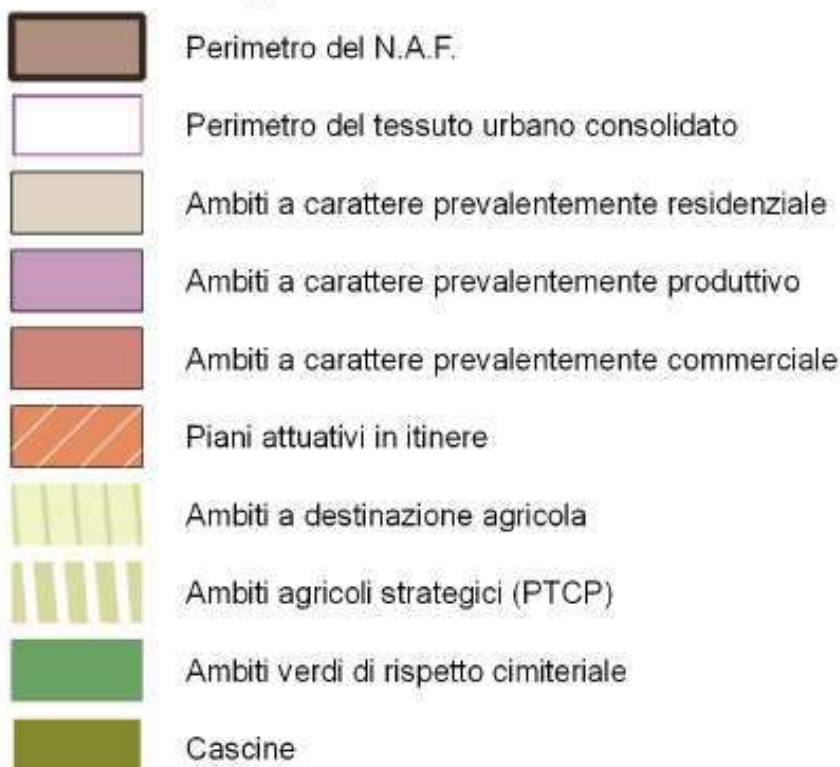 Perimetro del N.A.F.
Perimetro del tessuto urbano consolidato
Ambiti a carattere prevalentemente residenziale
Ambiti a carattere prevalentemente produttivo
Ambiti a carattere prevalentemente commerciale
Piani attuativi in itinere
Ambiti a destinazione agricola
Ambiti agricoli strategici (PTCP)
Ambiti verdi di rispetto cimiteriale
Cascine